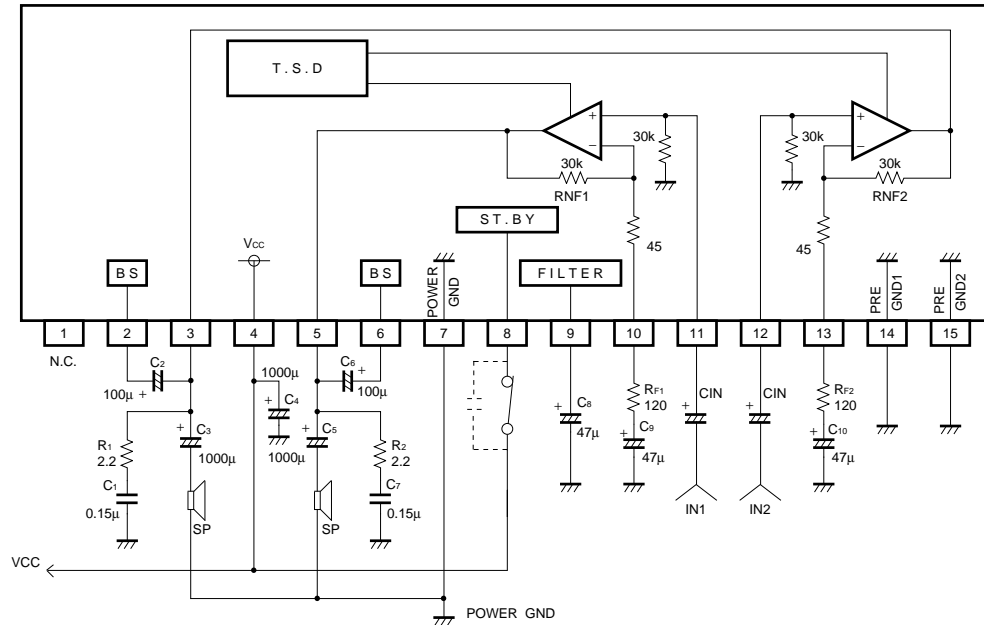 T.S.D
+
−
30k
30k
RNF1
+
−
30k
30k
RNF2
ST.BY
45
45
VCC
BS
BS
POWER GND
FILTER
PRE GND1
PRE GND2
1
2
3
4
5
6
7
8
9
10
11
12
13
14
15
N.C.
C2
100μ +
1000μ
+
C4
C6
+
100μ
R1
2.2
+
C3
1000μ
+
C5
1000μ
R2
2.2
+
C8
47μ
RF1
120
+
C9
47μ
CIN
+
CIN
+
RF2
120
+
C10
47μ
C1
0.15μ
SP
SP
C7
0.15μ
IN1
IN2
VCC
POWER GND